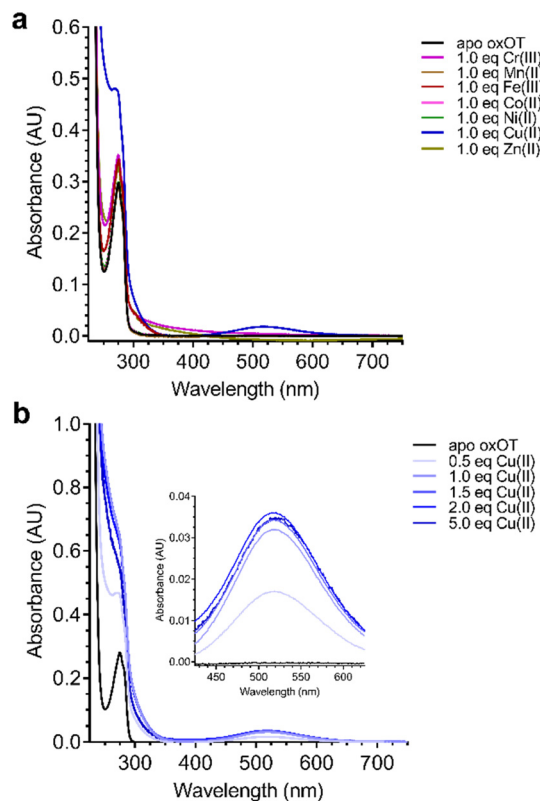 a
0.6
0.5
0.4
0.3
0.2
0.1
0.0
Absorbance (AU)
300
400
500
600
700
Wavelength (nm)
apo oxOT
1.0 eq Cr(III)
1.0 eq Mn(II)
1.0 eq Fe(III)
1.0 eq Co(II)
1.0 eq Ni(II)
1.0 eq Cu(II)
1.0 eq Zn(II)
b
1.0
0.8
0.6
0.4
0.2
0.0
Absorbance (AU)
300
400
500
600
700
Wavelength (nm)
0.04
0.03
0.02
0.01
0.00
Absorbance (AU)
450
500
550
600
Wavelength (nm)
apo oxOT
0.5 eq Cu(II)
1.0 eq Cu(II)
1.5 eq Cu(II)
2.0 eq Cu(II)
5.0 eq Cu(II)